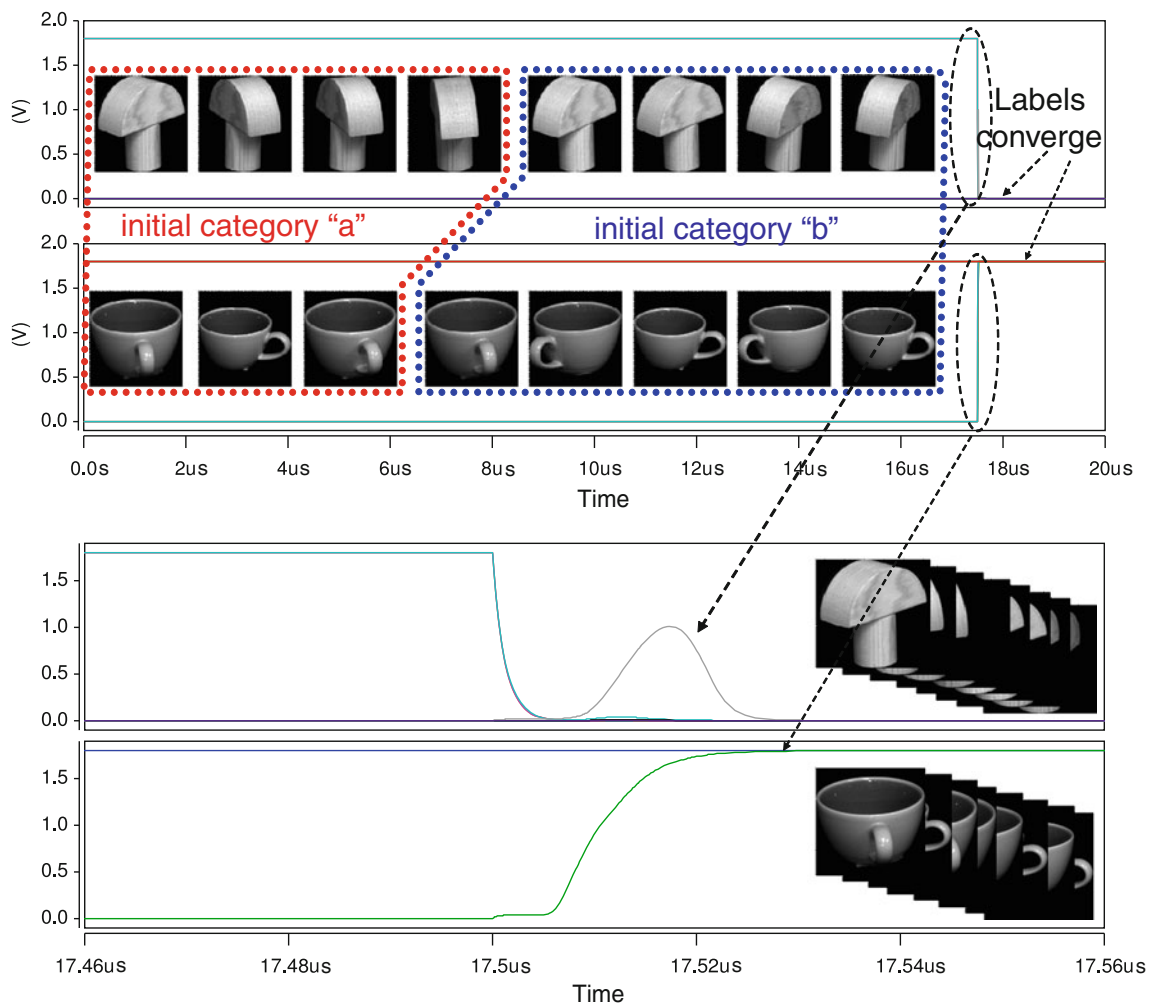 2.0
1.5
1.0
0.5
0.0
(V)
Labels
converge
initial category “a”
initial category “b”
2.0
1.5
1.0
0.5
0.0
(V)
0.0s 2us 4us 6us 8us 10us 12us 14us 16us 18us 20us
Time
1.5
1.0
0.5
0.0
1.5
1.0
0.5
0.0
17.46us 17.48us 17.5us 17.52us 17.54us 17.56us
Time